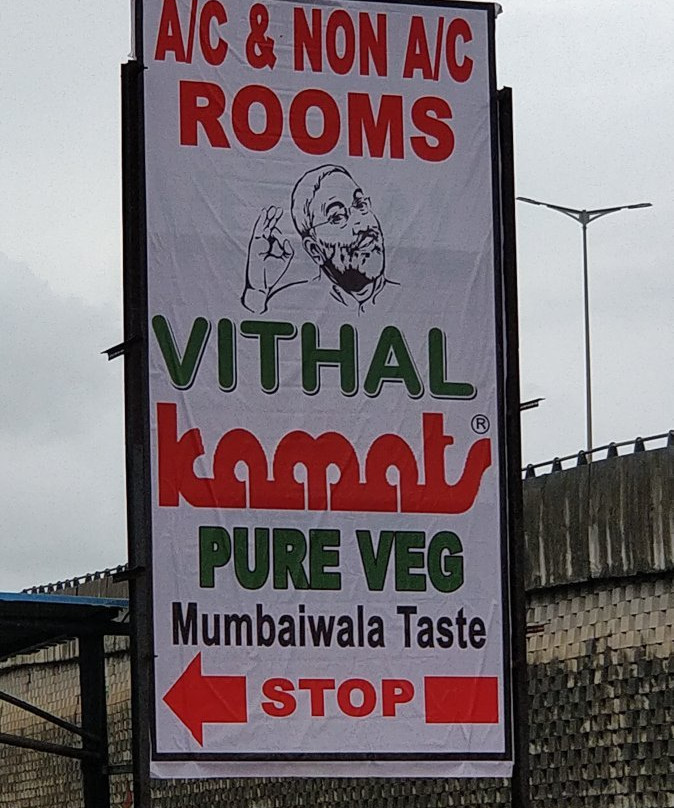 A/C & NON A/C
ROOMS
VITHAL
kamats®
PURE VEG
Mumbaiwala Taste
STOP